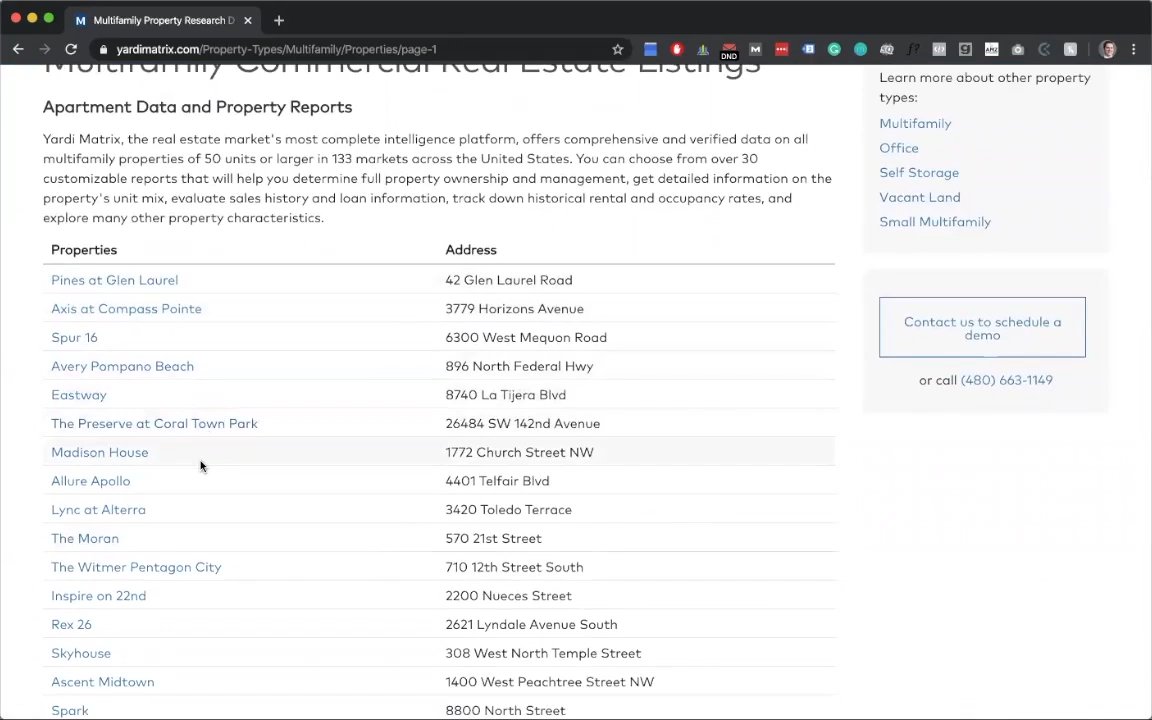 Multifamily Property Research D
yardimatrix.com/Property-Types/Multifamily/Properties/page-1
DND
Multifamily Commercial Real Estate Listings
Apartment Data and Property Reports
Yardi Matrix, the real estate market's most complete intelligence platform, offers comprehensive and verified data on all
multifamily properties of 50 units or larger in 133 markets across the United States. You can choose from over 30
customizable reports that will help you determine full property ownership and management, get detailed information on the
property's unit mix, evaluate sales history and loan information, track down historical rental and occupancy rates, and
explore many other property characteristics.
Properties Address
Pines at Glen Laurel 42 Glen Laurel Road
Axis at Compass Pointe 3779 Horizons Avenue
Spur 16 6300 West Mequon Road
Avery Pompano Beach 896 North Federal Hwy
Eastway 8740 La Tijera Blvd
The Preserve at Coral Town Park 26484 SW 142nd Avenue
Madison House 1772 Church Street NW
Allure Apollo 4401 Telfair Blvd
Lync at Alterra 3420 Toledo Terrace
The Moran 570 21st Street
The Witmer Pentagon City 710 12th Street South
Inspire on 22nd 2200 Nueces Street
Rex 26 2621 Lyndale Avenue South
Skyhouse 308 West North Temple Street
Ascent Midtown 1400 West Peachtree Street NW
Spark 8800 North Street
Learn more about other property
types:
Multifamily
Office
Self Storage
Vacant Land
Small Multifamily
Contact us to schedule a
demo
or call (480) 663-1149